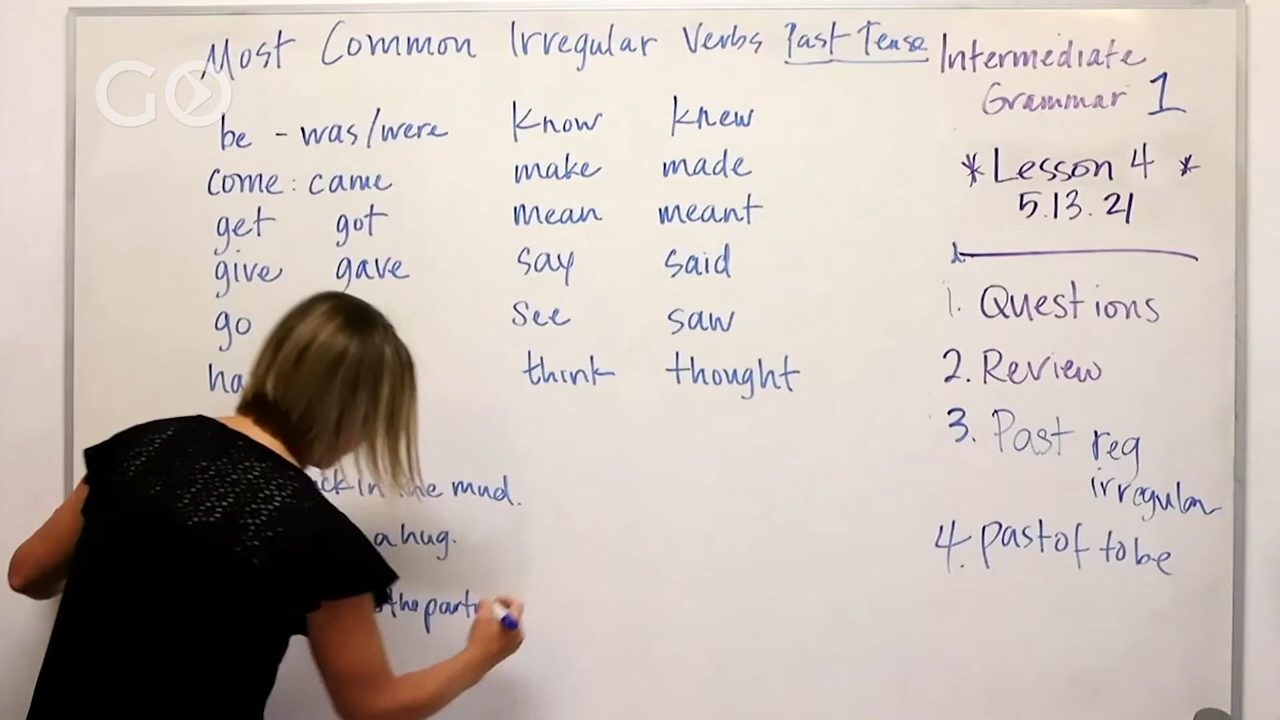 GO
Most Common Irregular Verbs Past Tense
be - was/were know knew
come : came make made
get got mean meant
give gave say said
go see saw
think thought
in the mud.
a hug.
the
Intermediate
Grammar 1
* Lesson 4 *
5.13.21
1. Questions
2. Review
3. Past reg
irregular
4. past of to be